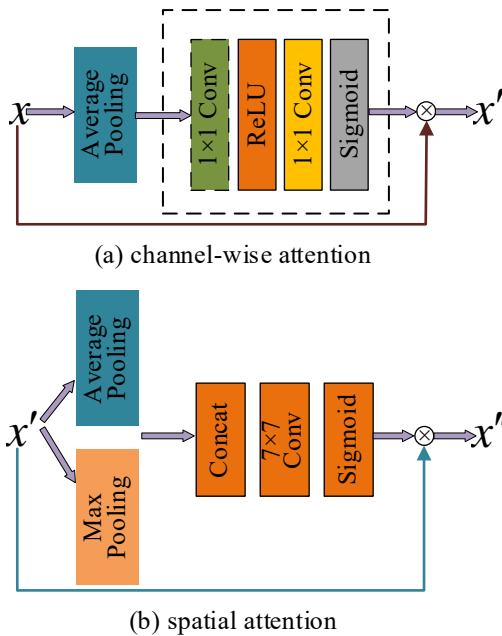 x
Average
Pooling
1×1 Conv
ReLU
1×1 Conv
Sigmoid
⊗
x'
(a) channel-wise attention
x'
Average
Pooling
Max
Pooling
Concat
7×7
Conv
Sigmoid
⊗
x''
(b) spatial attention